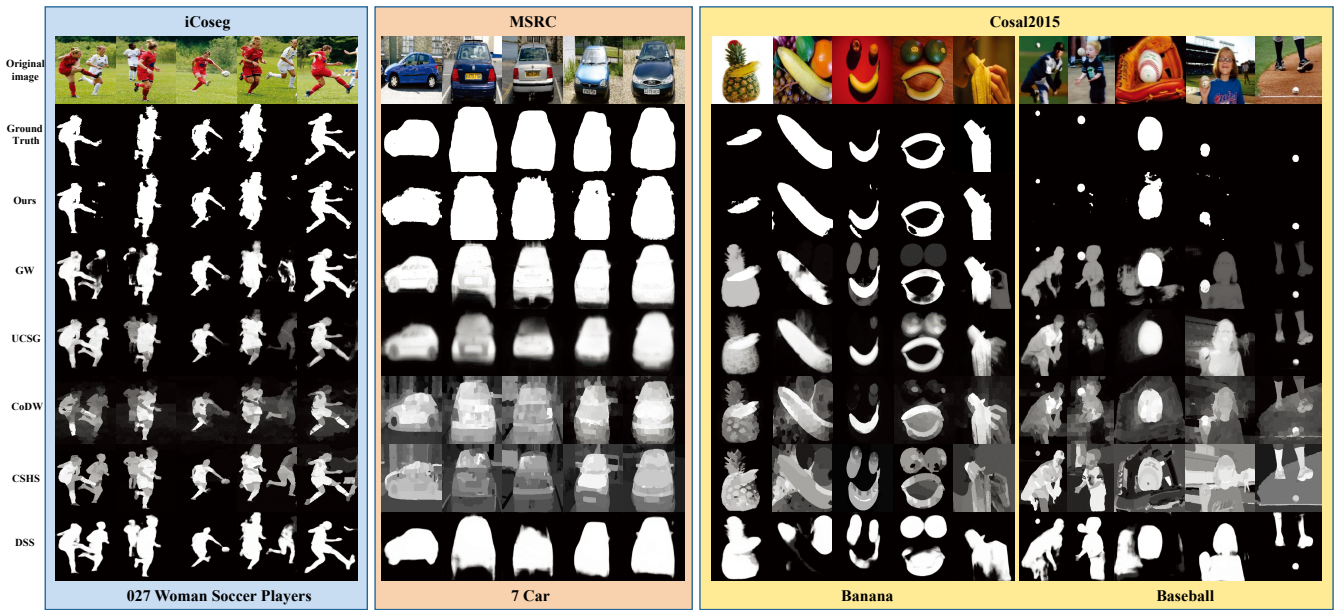 iCoseg
MSRC
Cosal2015
Original
image
Ground
Truth
Ours
GW
UCSG
CoDW
CSHS
DSS
027 Woman Soccer Players
7 Car
Banana
Baseball